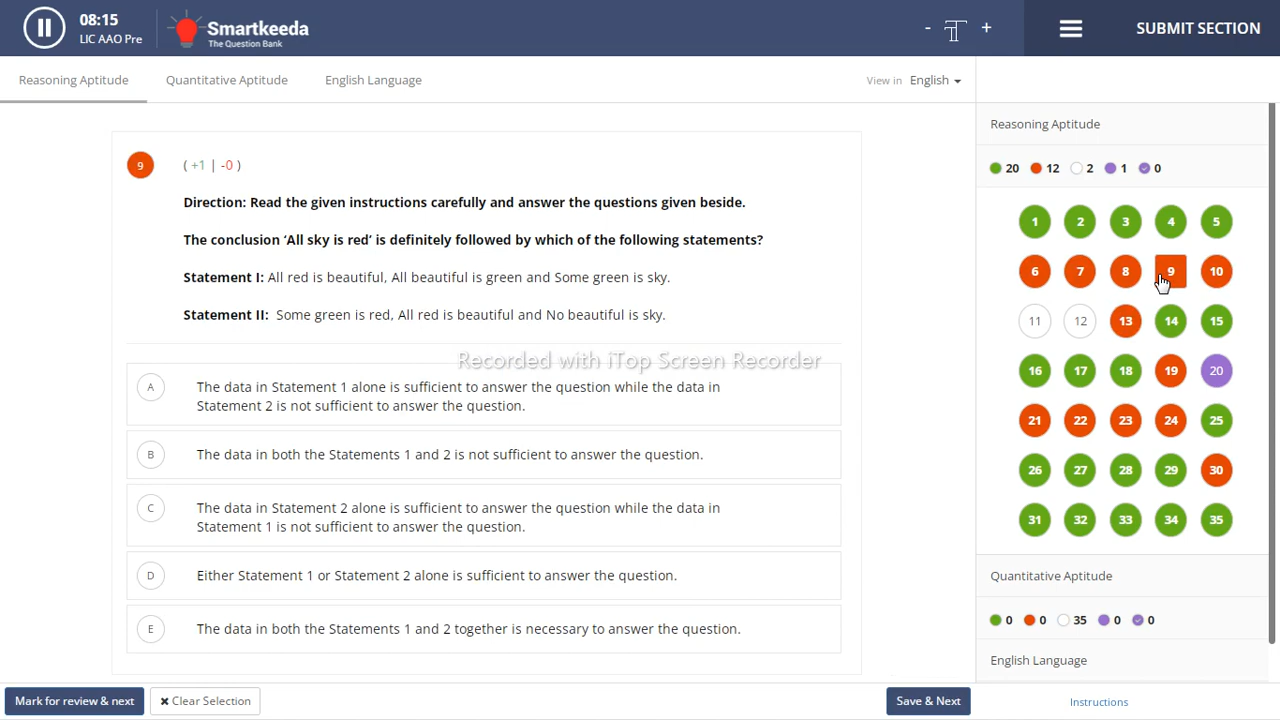 08:15
LIC AAO Pre
Smartkeeda
The Question Bank
- T +
SUBMIT SECTION
Reasoning Aptitude
Quantitative Aptitude
English Language
View in English
9
( +1 | -0 )
Direction: Read the given instructions carefully and answer the questions given beside.
The conclusion ‘All sky is red’ is definitely followed by which of the following statements?
Statement I: All red is beautiful, All beautiful is green and Some green is sky.
Statement II: Some green is red, All red is beautiful and No beautiful is sky.
Recorded with iTop Screen Recorder
A
The data in Statement 1 alone is sufficient to answer the question while the data in
Statement 2 is not sufficient to answer the question.
B
The data in both the Statements 1 and 2 is not sufficient to answer the question.
C
The data in Statement 2 alone is sufficient to answer the question while the data in
Statement 1 is not sufficient to answer the question.
D
Either Statement 1 or Statement 2 alone is sufficient to answer the question.
E
The data in both the Statements 1 and 2 together is necessary to answer the question.
Mark for review & next
Clear Selection
Save & Next
Reasoning Aptitude
20 12 2 1 0
1 2 3 4 5
6 7 8 9 10
11 12 13 14 15
16 17 18 19 20
21 22 23 24 25
26 27 28 29 30
31 32 33 34 35
Quantitative Aptitude
0 0 35 0 0
English Language
Instructions